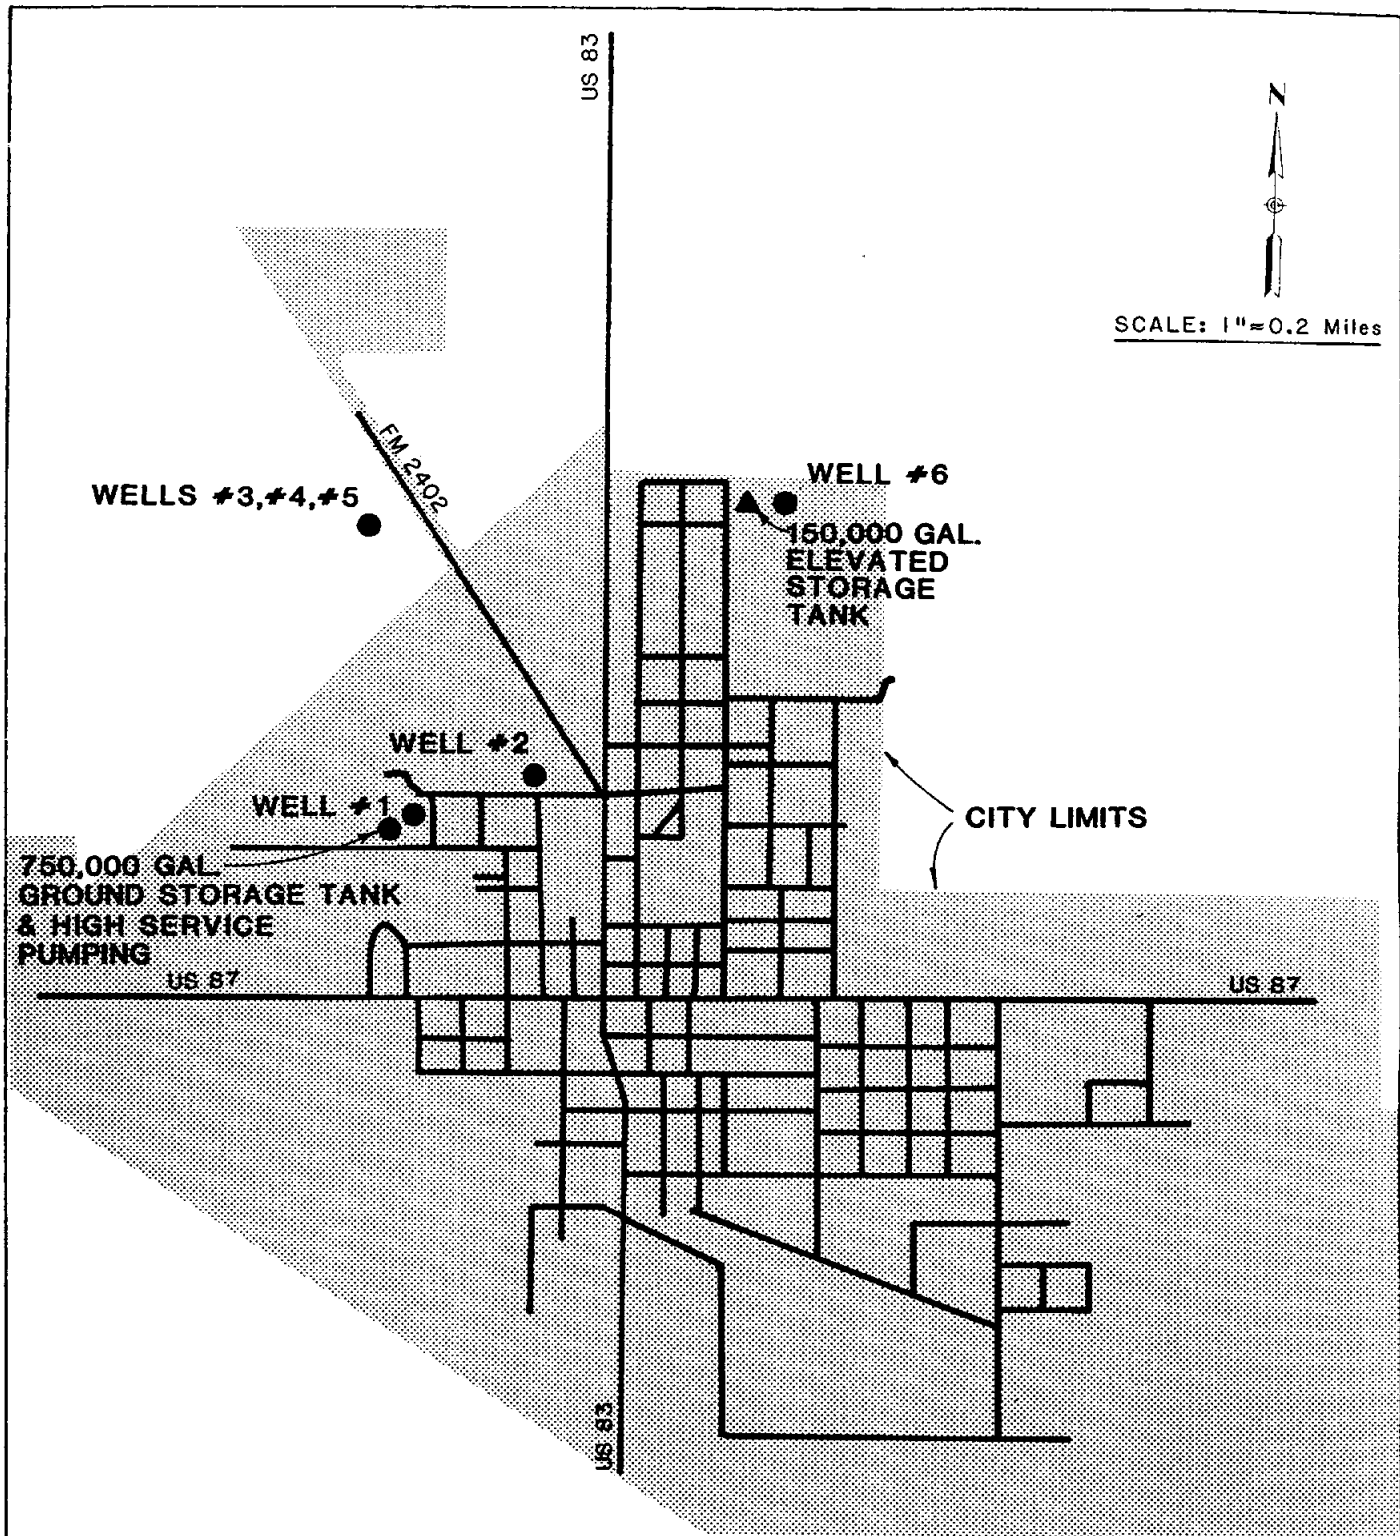 US 83
N
SCALE: 1"≈0.2 Miles
FM 2402
WELLS #3,#4,#5
WELL #6
150,000 GAL.
ELEVATED
STORAGE
TANK
WELL #2
WELL #1
CITY LIMITS
750,000 GAL.
GROUND STORAGE TANK
& HIGH SERVICE
PUMPING
US 87
US 87
US 83